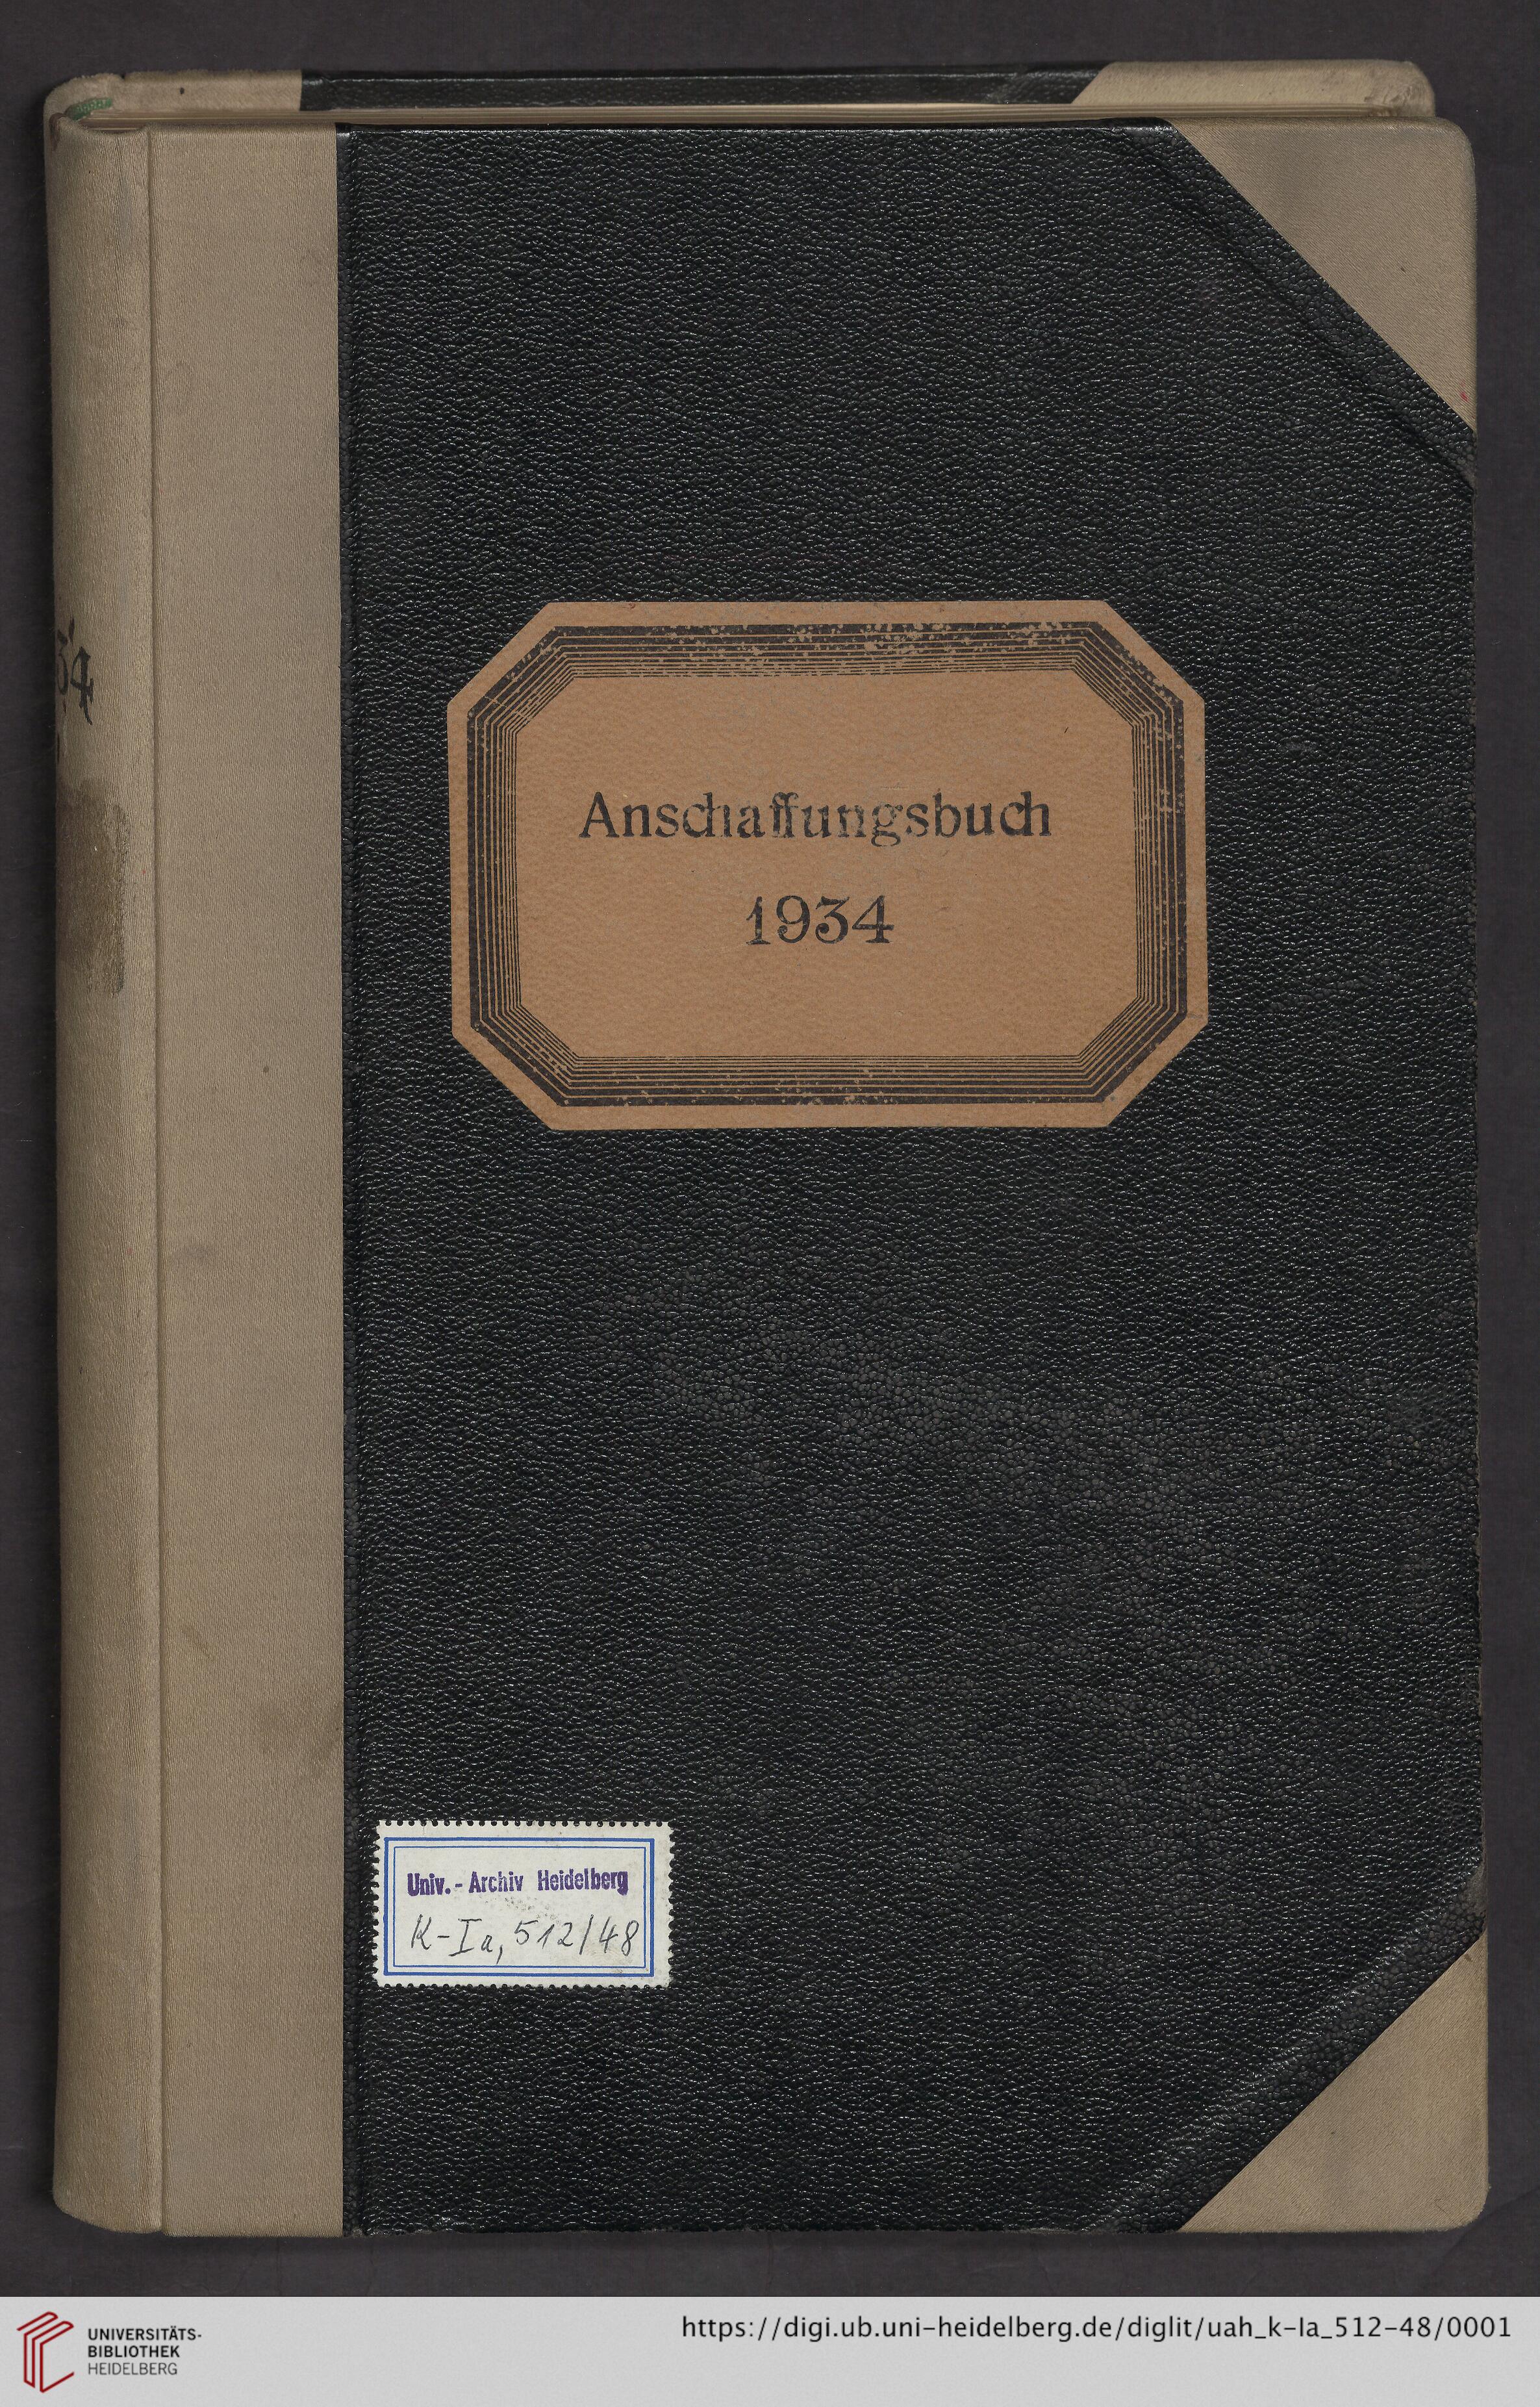 34
Anschaffungsbuch
1934
Univ.-Archiv Heidelberg
K-Ia, 512/48
UNIVERSITÄTS-
BIBLIOTHEK
HEIDELBERG
https://digi.ub.uni-heidelberg.de/diglit/uah_k-Ia_512-48/0001